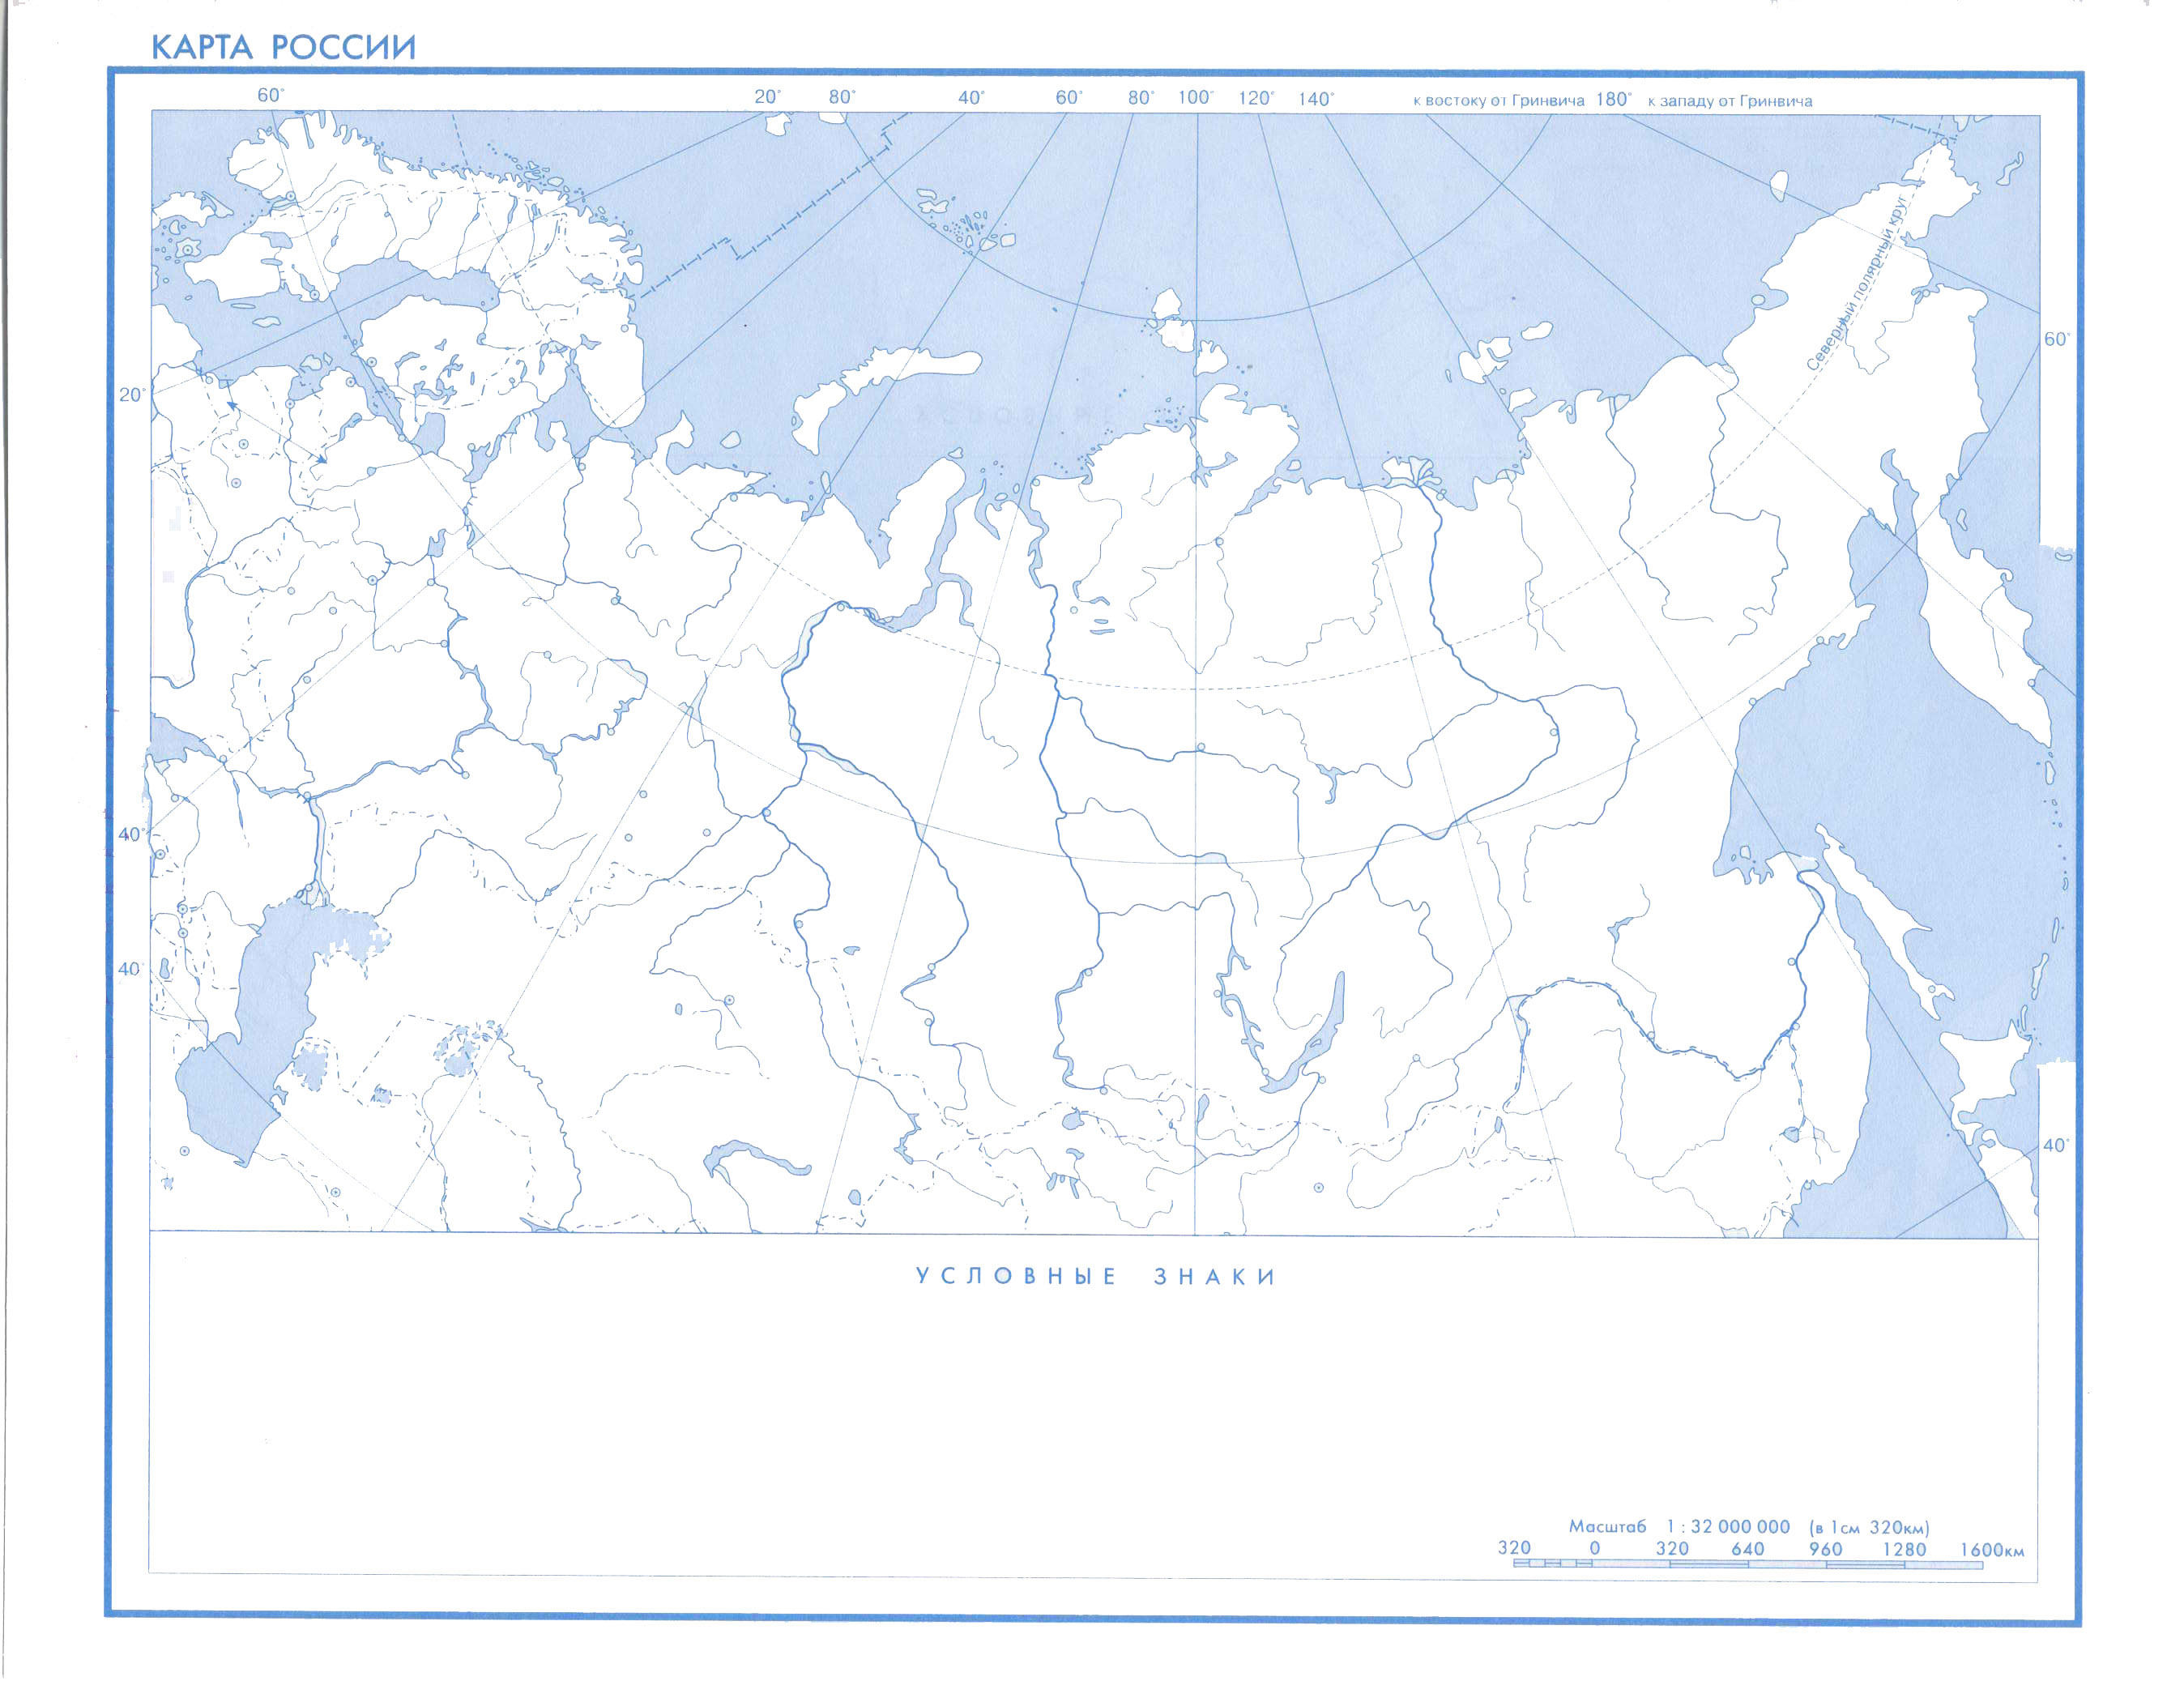 КАРТА РОССИИ
60° 20° 80° 40° 60° 80° 100° 120° 140° к востоку от Гринвича 180° к западу от Гринвича
Северный полярный круг
60°
20°
40°
40°
40°
УСЛОВНЫЕ ЗНАКИ
Масштаб 1 : 32 000 000 (в 1см 320км)
320 0 320 640 960 1280 1600км